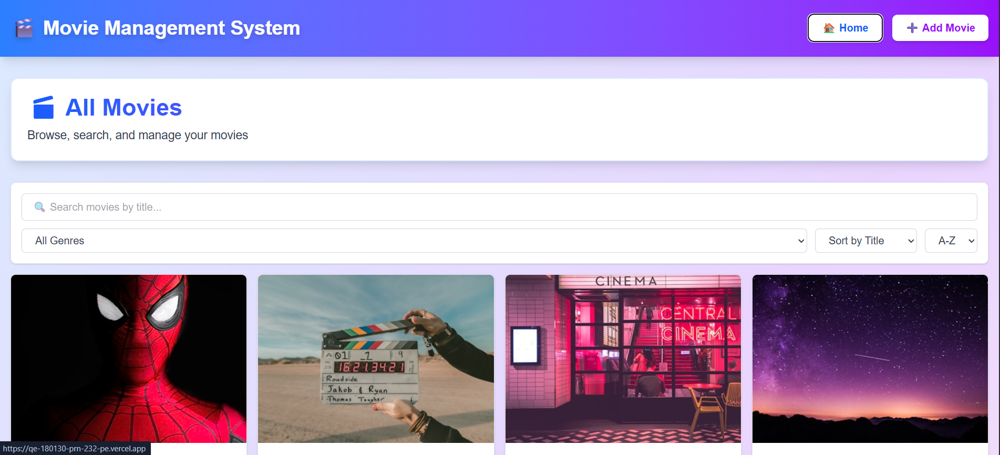 Movie Management System
Home
Add Movie
All Movies
Browse, search, and manage your movies
Search movies by title...
All Genres
Sort by Title
A-Z
A 01 1 9
16.21.34.21
Roadside
Jakob & Ryan
Thomas Taugher
CINEMA
CENTRAL
CINEMA
https://qe-180130-prn-232-pe.vercel.app